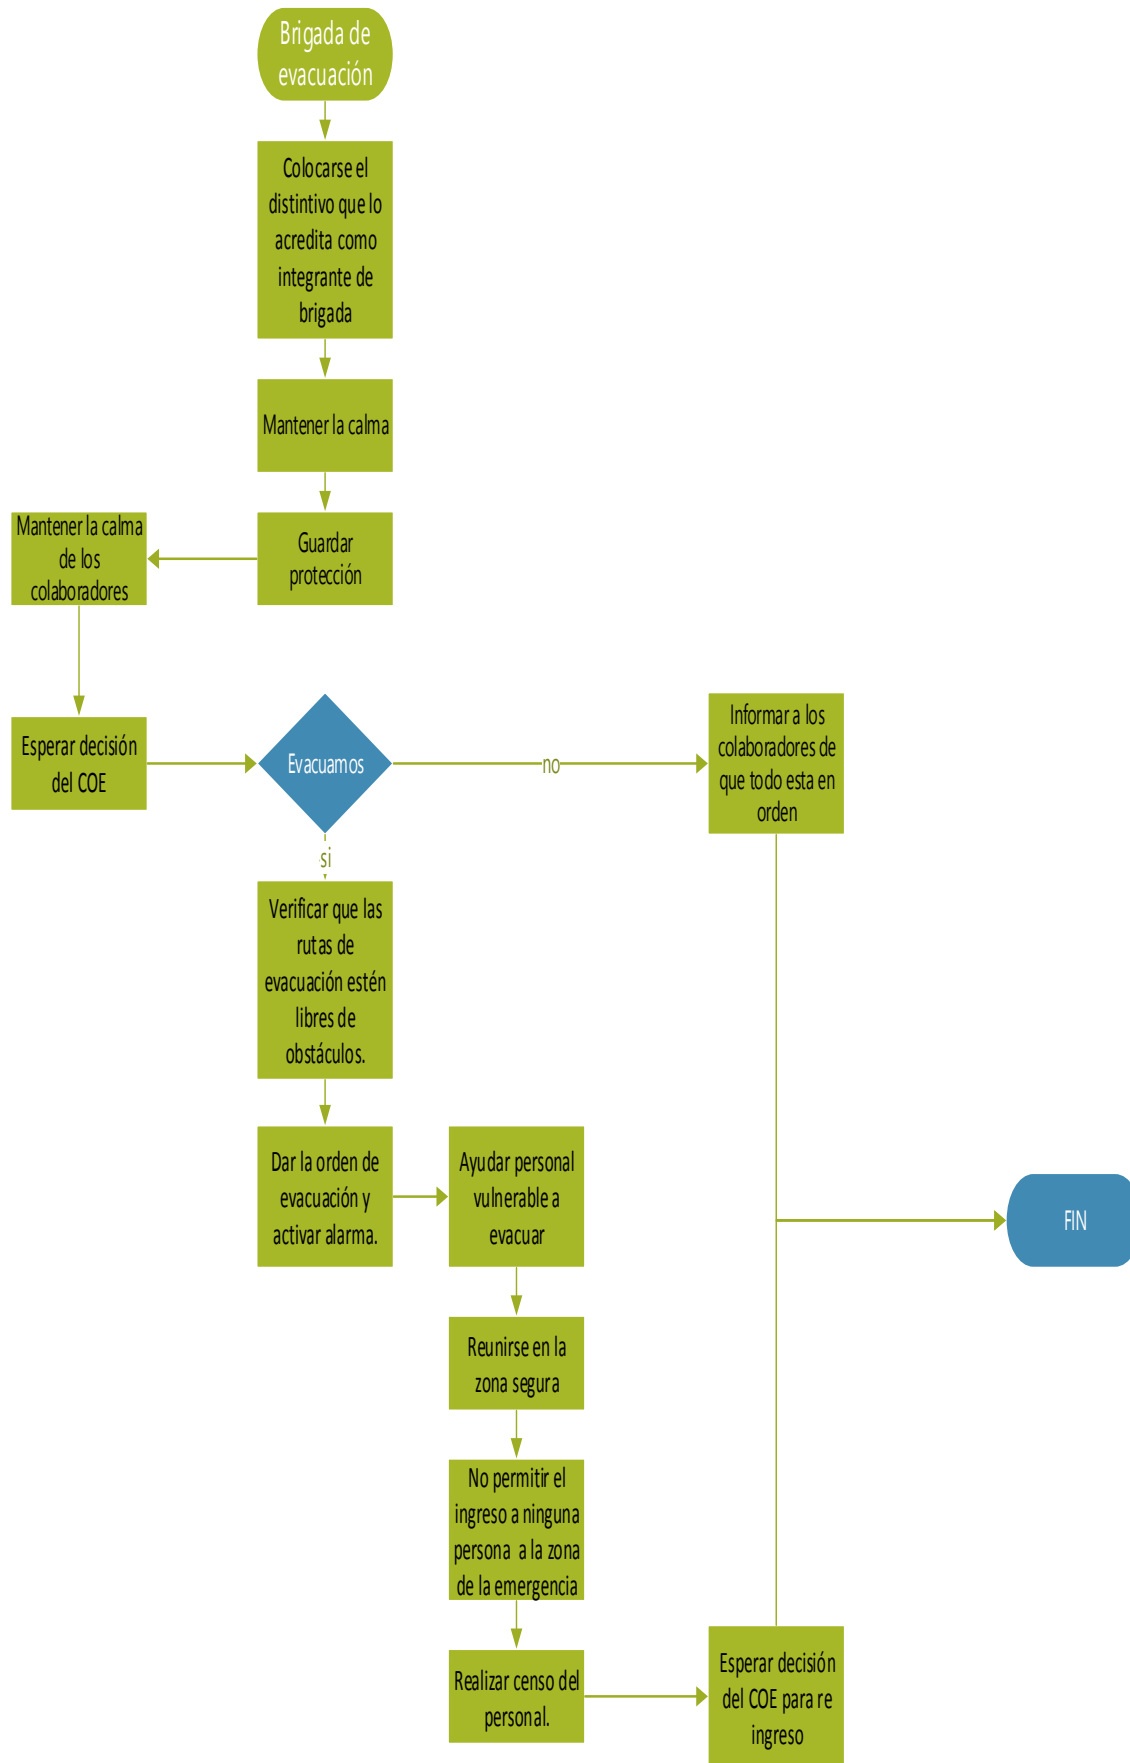 Brigada de
evacuación
Colocarse el
distintivo que lo
acredita como
integrante de
brigada
Mantener la calma
Guardar
protección
Mantener la calma
de los
colaboradores
Esperar decisión
del COE
Evacuamos
no
Informar a los
colaboradores de
que todo esta en
orden
si
Verificar que las
rutas de
evacuación estén
libres de
obstáculos.
Dar la orden de
evacuación y
activar alarma.
Ayudar personal
vulnerable a
evacuar
Reunirse en la
zona segura
No permitir el
ingreso a ninguna
persona a la zona
de la emergencia
Realizar censo del
personal.
Esperar decisión
del COE para re
ingreso
FIN